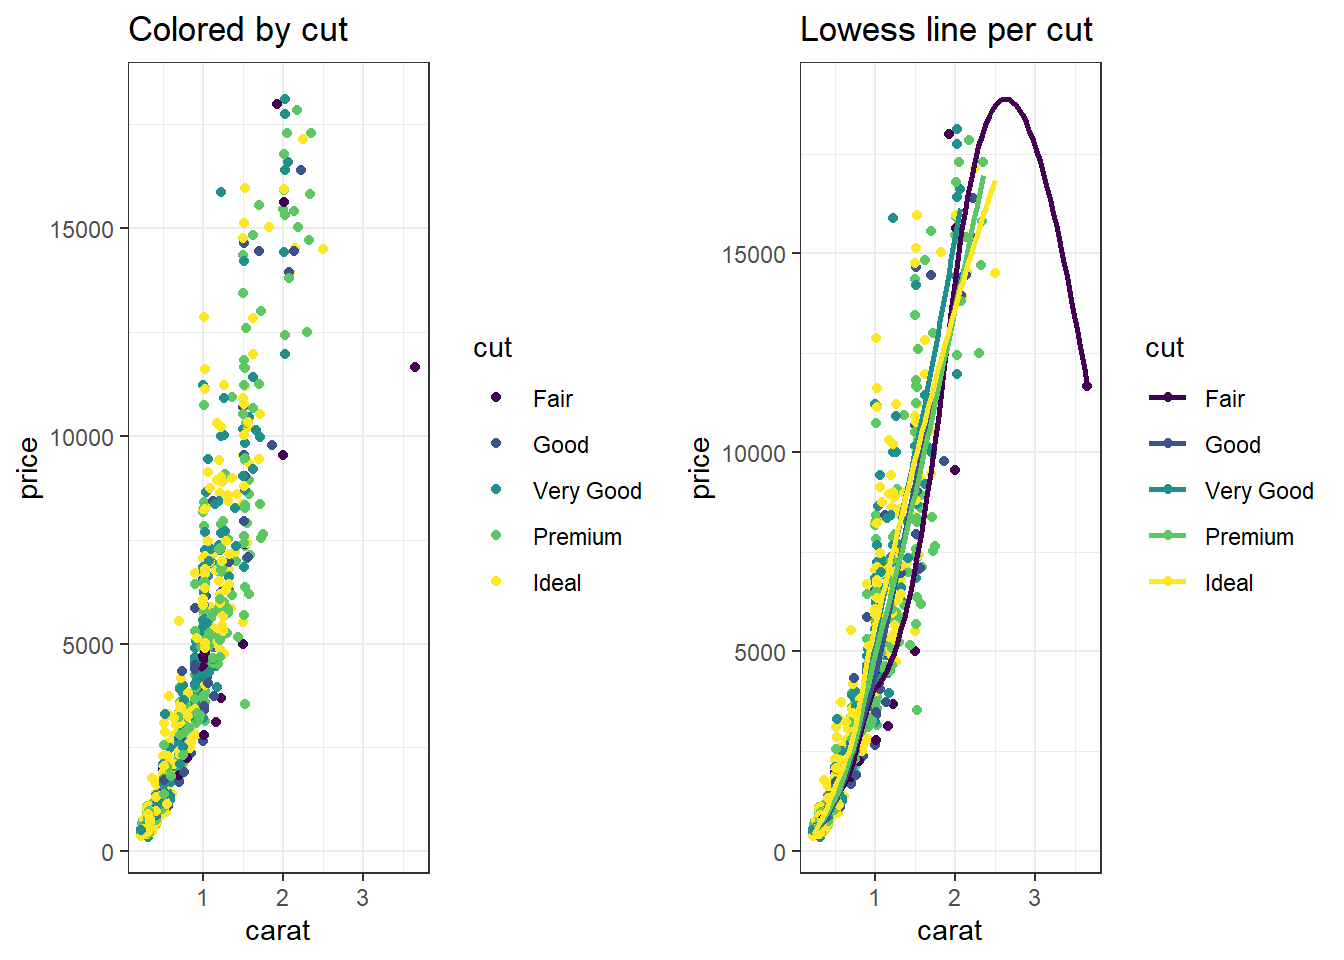 Colored by cut
price
15000
10000
5000
0
1 2 3
carat
cut
Fair
Good
Very Good
Premium
Ideal
Lowess line per cut
price
15000
10000
5000
0
1 2 3
carat
cut
Fair
Good
Very Good
Premium
Ideal